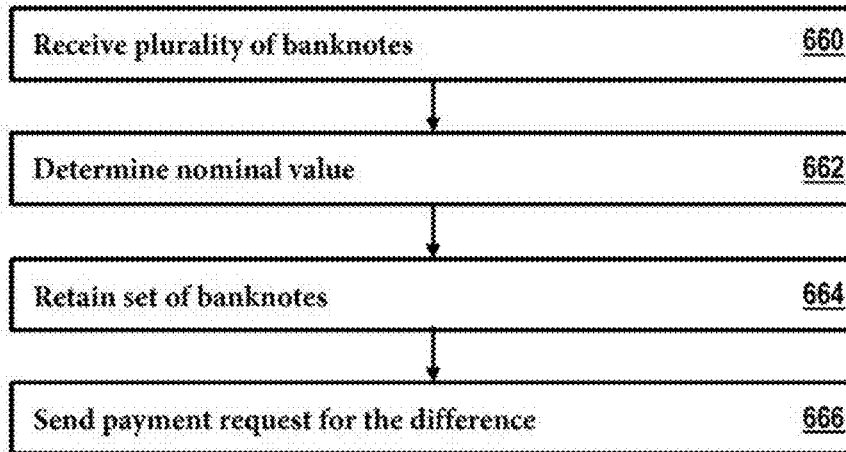 Receive plurality of banknotes 660
Determine nominal value 662
Retain set of banknotes 664
Send payment request for the difference 666